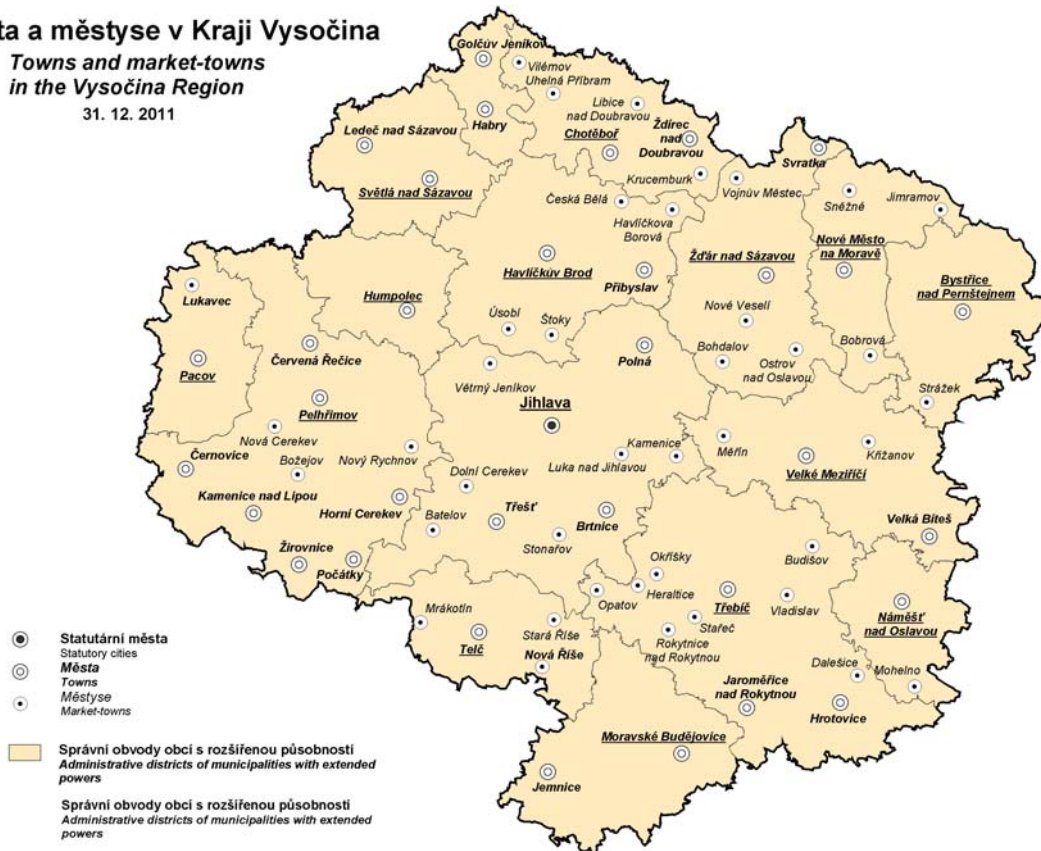 ta a městyse v Kraji Vysočina
Towns and market-towns
in the Vysočina Region
31. 12. 2011
Golčův Jeníkov
Vilémov
Uhelná Příbram
Libice
nad Doubravou
Habry
Ledeč nad Sázavou
Chotěboř
Ždírec
nad
Doubravou
Svratka
Světlá nad Sázavou
Krucemburk
Vojnův Městec
Sněžné
Jimramov
Česká Bělá
Havlíčkova
Borová
Havlíčkův Brod
Přibyslav
Žďár nad Sázavou
Nové Město
na Moravě
Bystřice
nad Pernštejnem
Lukavec
Humpolec
Úsobí
Štoky
Nové Veselí
Červená Řečice
Polná
Bohdalov
Ostrov
nad Oslavou
Bobrová
Pacov
Větrný Jeníkov
Strážek
Pelhřimov
Jihlava
Nová Cerekev
Nový Rychnov
Kamenice
Měřín
Křižanov
Černovice
Božejov
Dolní Cerekev
Luka nad Jihlavou
Velké Meziříčí
Kamenice nad Lipou
Horní Cerekev
Třešť
Brtnice
Velká Bíteš
Batelov
Stonařov
Budišov
Žirovnice
Počátky
Okříšky
Mrákotín
Opatov
Heraltice
Třebíč
Vladislav
Náměšť
nad Oslavou
Telč
Stará Říše
Stařeč
Nová Říše
Rokytnice
nad Rokytnou
Dalešice
Mohelno
Jaroměřice
nad Rokytnou
Hrotovice
Moravské Budějovice
Jemnice
Statutární města
Statutory cities
Města
Towns
Městyse
Market-towns
Správní obvody obcí s rozšířenou působností
Administrative districts of municipalities with extended
powers
Správní obvody obcí s rozšířenou působností
Administrative districts of municipalities with extended
powers